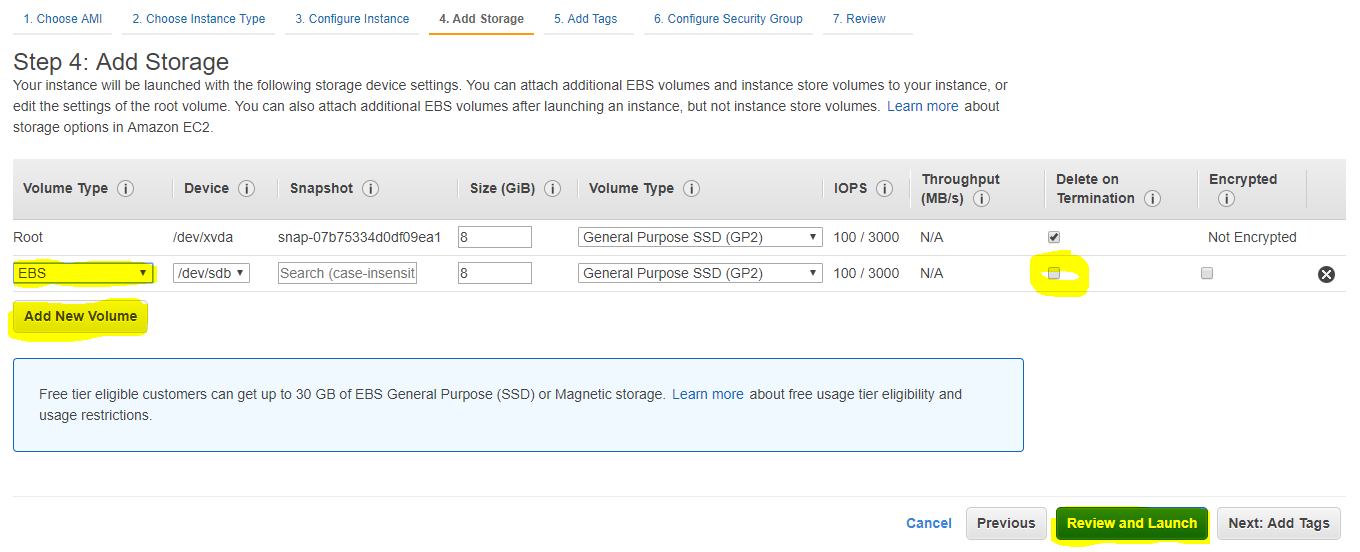 1. Choose AMI 2. Choose Instance Type 3. Configure Instance 4. Add Storage 5. Add Tags 6. Configure Security Group 7. Review
Step 4: Add Storage
Your instance will be launched with the following storage device settings. You can attach additional EBS volumes and instance store volumes to your instance, or
edit the settings of the root volume. You can also attach additional EBS volumes after launching an instance, but not instance store volumes. Learn more about
storage options in Amazon EC2.
Volume Type i Device i Snapshot i Size (GiB) i Volume Type i IOPS i Throughput (MB/s) i Delete on Termination i Encrypted i
Root /dev/xvda snap-07b75334d0df09ea1 8 General Purpose SSD (GP2) 100 / 3000 N/A Not Encrypted
EBS /dev/sdb Search (case-insensit 8 General Purpose SSD (GP2) 100 / 3000 N/A
Add New Volume
Free tier eligible customers can get up to 30 GB of EBS General Purpose (SSD) or Magnetic storage. Learn more about free usage tier eligibility and
usage restrictions.
Cancel Previous Review and Launch Next: Add Tags